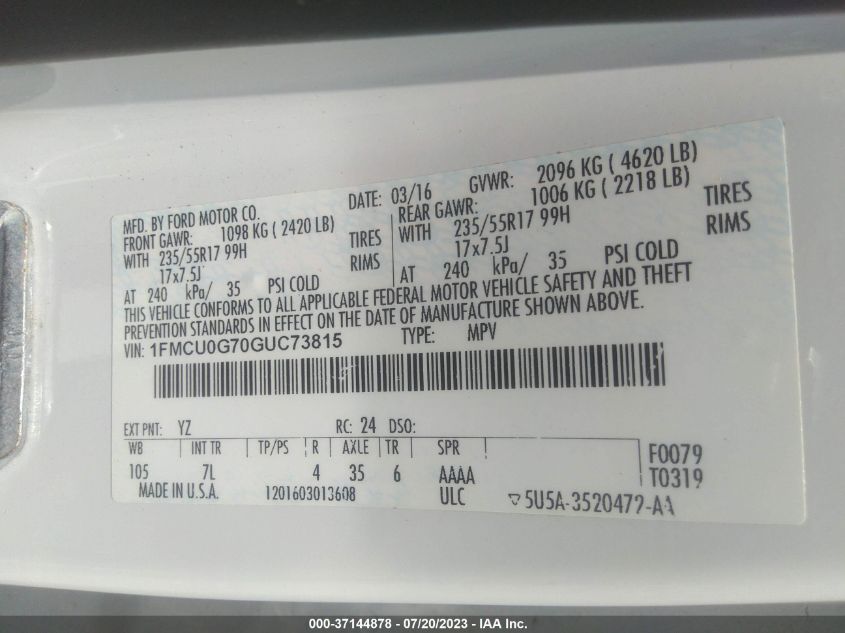 MFD. BY FORD MOTOR CO. DATE: 03/16 GVWR: 2096 KG ( 4620 LB)
FRONT GAWR: 1098 KG ( 2420 LB) REAR GAWR: 1006 KG ( 2218 LB)
WITH 235/55R17 99H TIRES WITH 235/55R17 99H TIRES
17x7.5J RIMS 17x7.5J RIMS
AT 240 kPa/ 35 PSI COLD AT 240 kPa/ 35 PSI COLD
THIS VEHICLE CONFORMS TO ALL APPLICABLE FEDERAL MOTOR VEHICLE SAFETY AND THEFT
PREVENTION STANDARDS IN EFFECT ON THE DATE OF MANUFACTURE SHOWN ABOVE.
VIN: 1FMCU0G70GUC73815 TYPE: MPV
EXT PNT: YZ RC: 24 DSO:
WB INT TR TP/PS R AXLE TR SPR F0079
105 7L 4 35 6 AAAA T0319
MADE IN U.S.A. 1201603013608 ULC 5U5A-3520472-AA
000-37144878 - 07/20/2023 - IAA Inc.